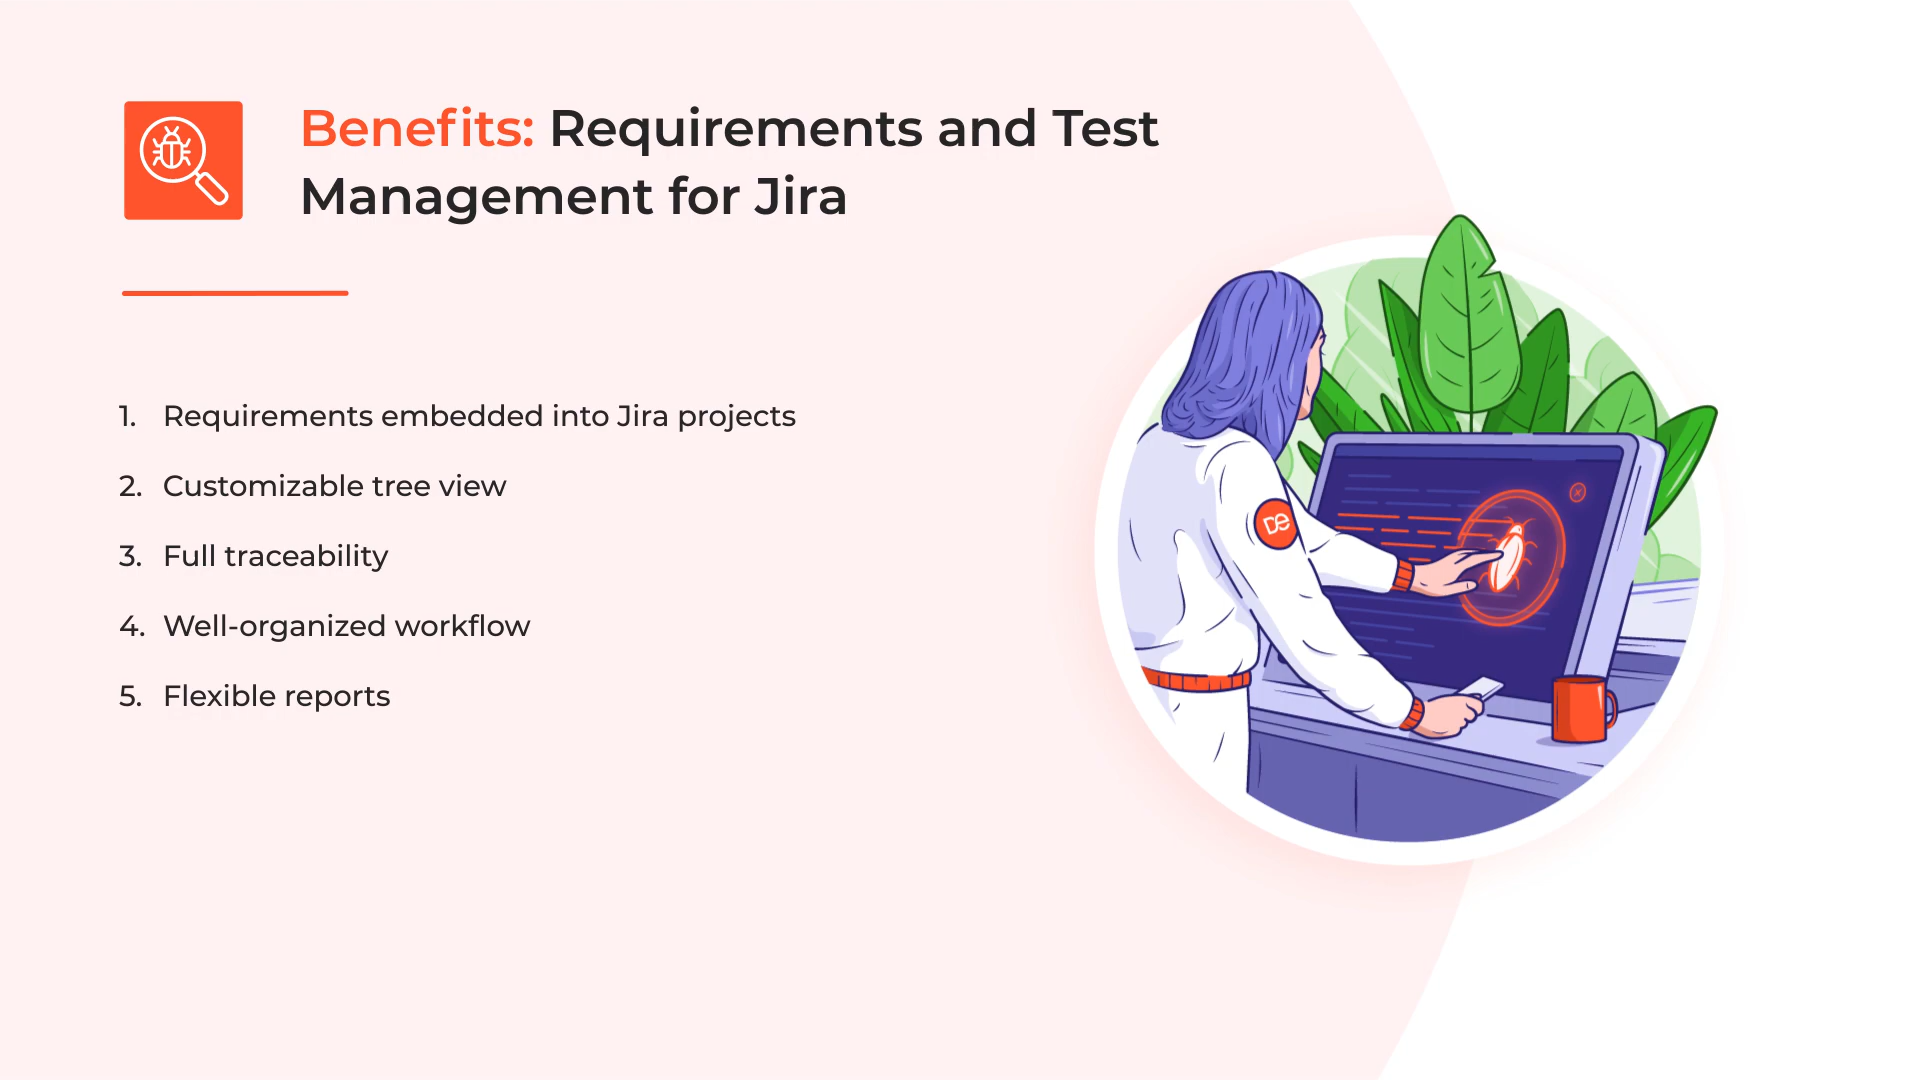 Benefits: Requirements and Test
Management for Jira
1. Requirements embedded into Jira projects
2. Customizable tree view
3. Full traceability
4. Well-organized workflow
5. Flexible reports
De